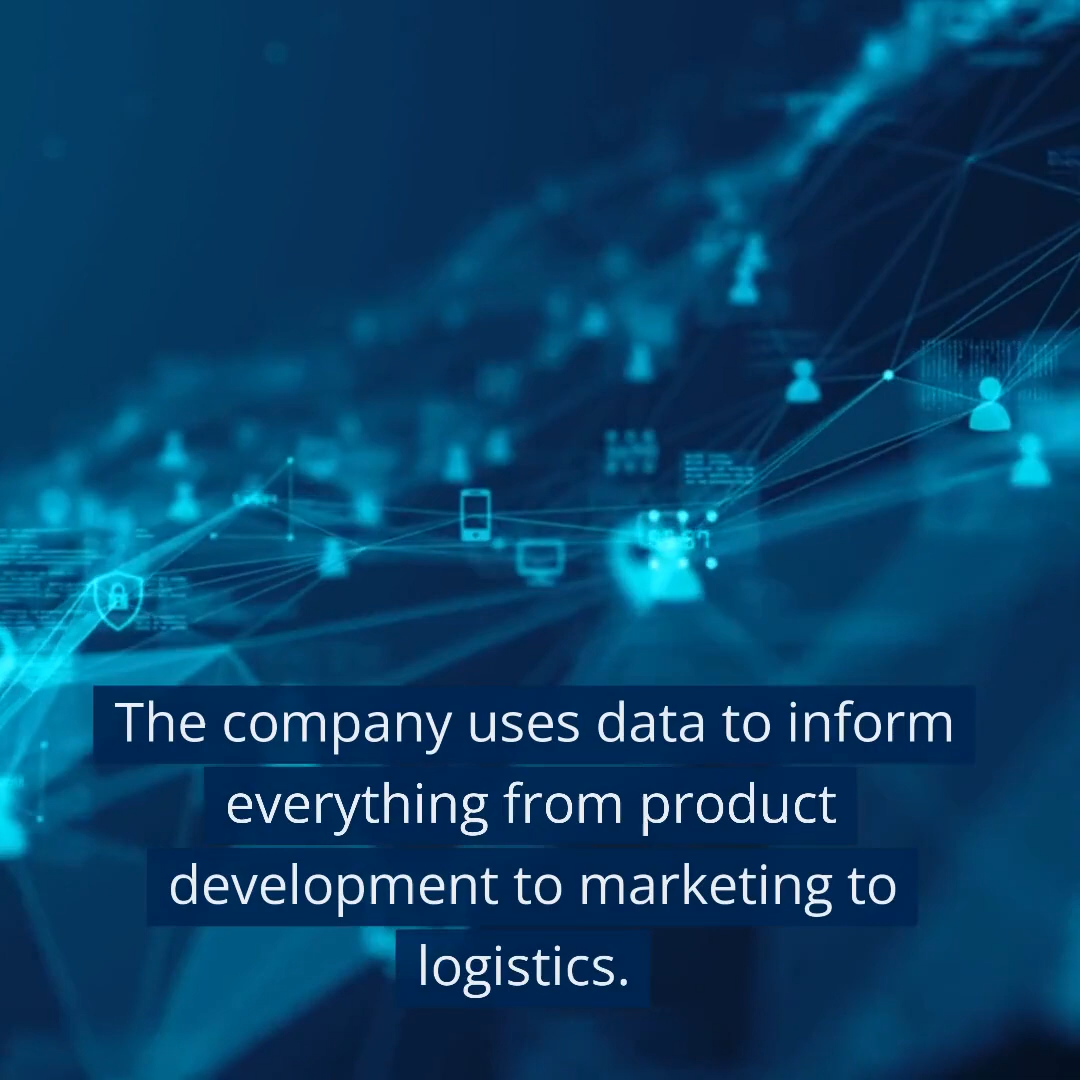 The company uses data to inform
everything from product
development to marketing to
logistics.